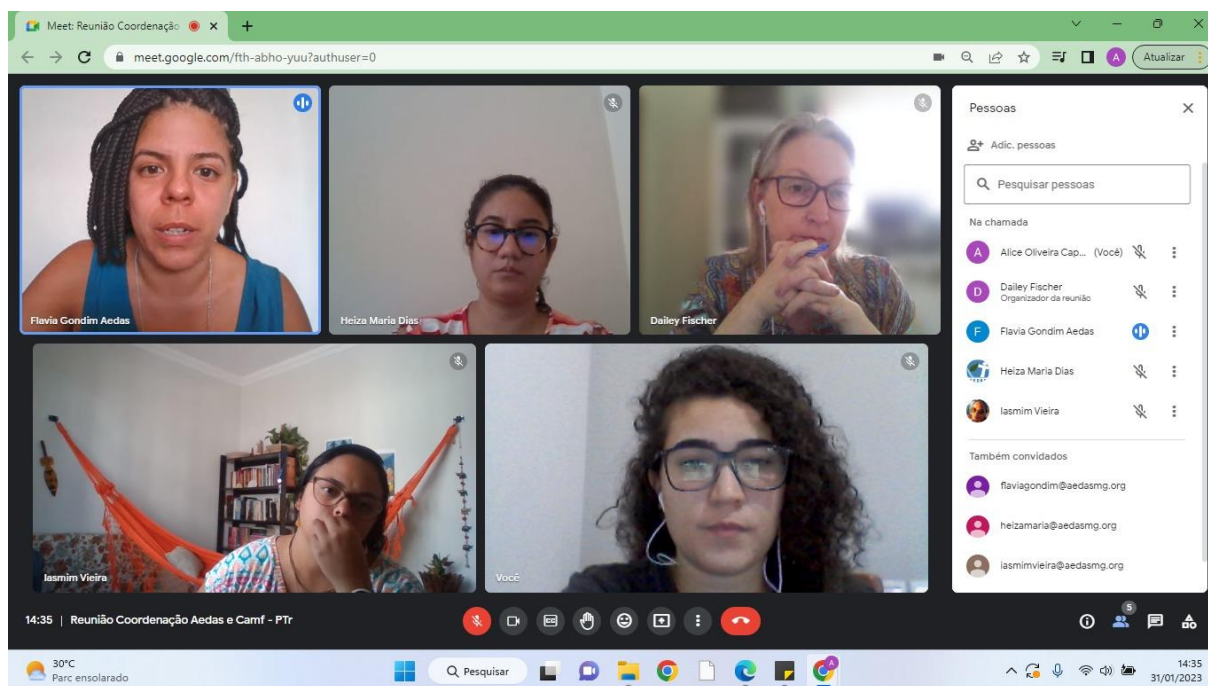 Meet: Reunião Coordenação
meet.google.com/fth-abho-yuu?authuser=0
A
Atualizar
Flavia Gondim Aedas
Heiza Maria Dias
Dailey Fischer
Iasmim Vieira
Você
Pessoas
Adic. pessoas
Pesquisar pessoas
Na chamada
A Alice Oliveira Cap... (Você)
D Dailey Fischer
Organizador da reunião
F Flavia Gondim Aedas
Heiza Maria Dias
Iasmim Vieira
Também convidados
flaviagondim@aedasmg.org
heizamaria@aedasmg.org
iasmimvieira@aedasmg.org
14:35 | Reunião Coordenação Aedas e Camf - PTr
5
30°C
Parc ensolarado
Pesquisar
14:35
31/01/2023